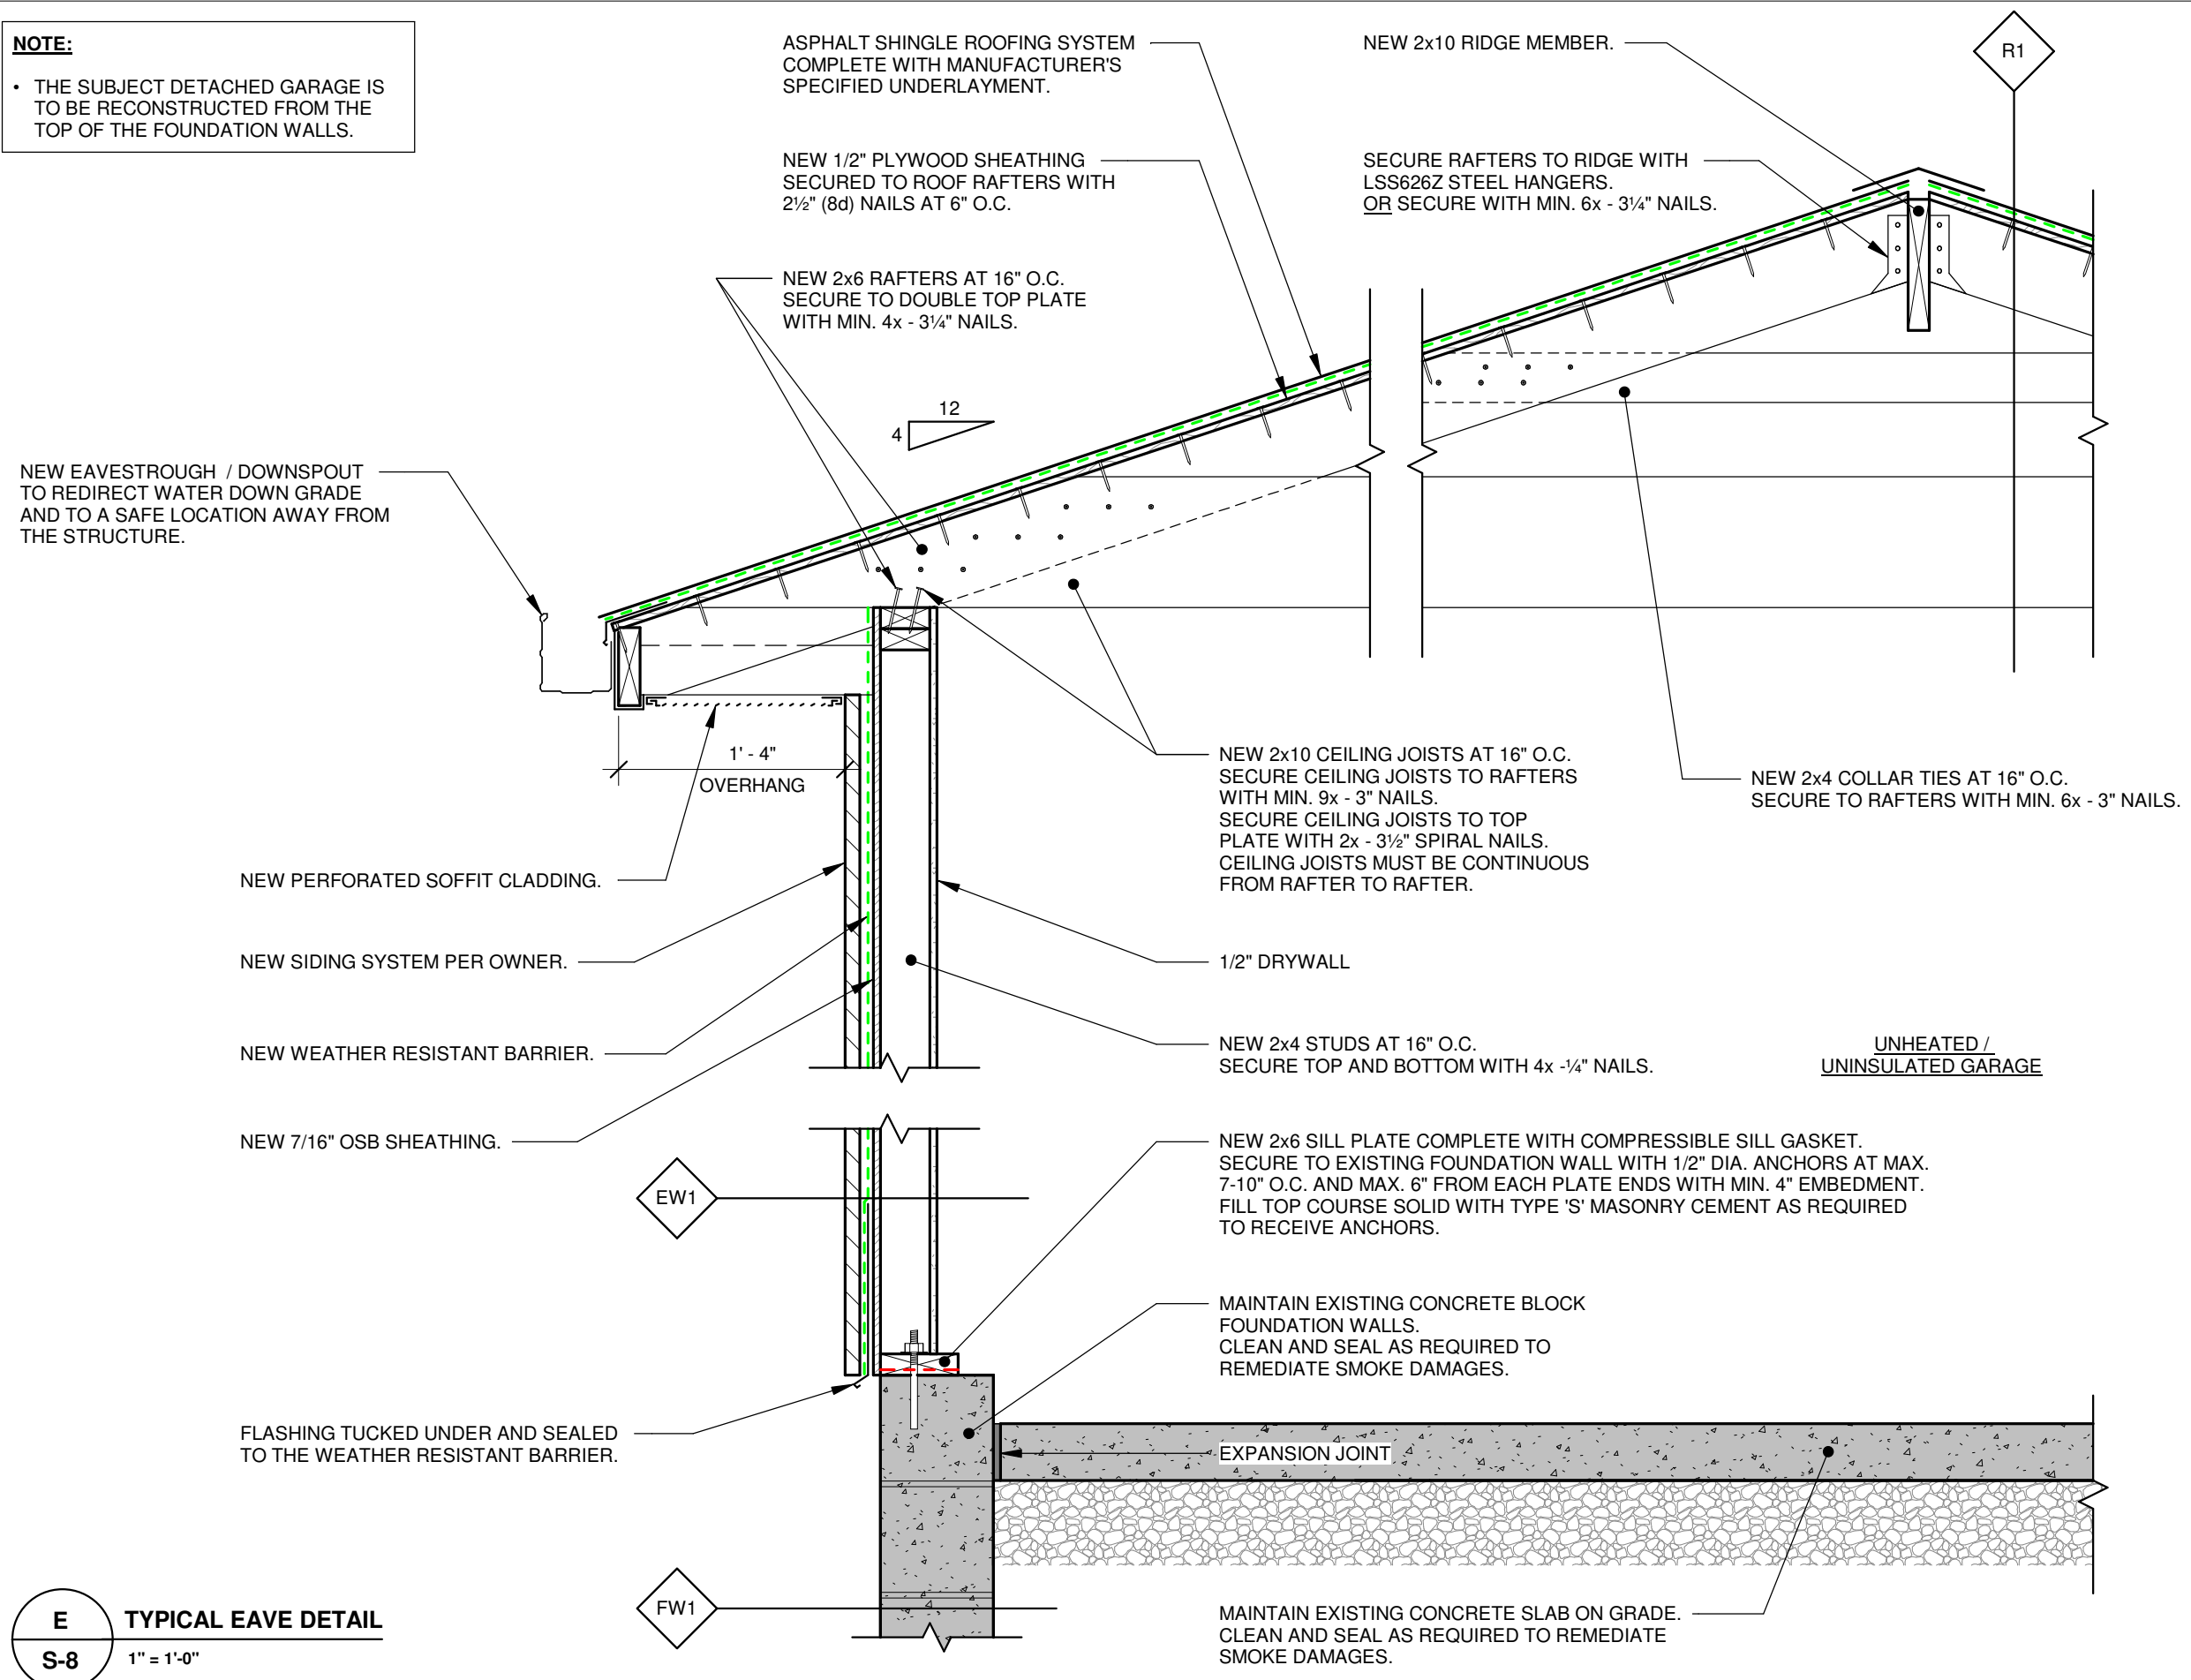 NOTE:
• THE SUBJECT DETACHED GARAGE IS
TO BE RECONSTRUCTED FROM THE
TOP OF THE FOUNDATION WALLS.
ASPHALT SHINGLE ROOFING SYSTEM
COMPLETE WITH MANUFACTURER'S
SPECIFIED UNDERLAYMENT.
NEW 2x10 RIDGE MEMBER.
R1
NEW 1/2" PLYWOOD SHEATHING
SECURED TO ROOF RAFTERS WITH
2½" (8d) NAILS AT 6" O.C.
SECURE RAFTERS TO RIDGE WITH
LSS626Z STEEL HANGERS.
OR SECURE WITH MIN. 6x - 3¼" NAILS.
NEW 2x6 RAFTERS AT 16" O.C.
SECURE TO DOUBLE TOP PLATE
WITH MIN. 4x - 3¼" NAILS.
12
4
NEW EAVESTROUGH / DOWNSPOUT
TO REDIRECT WATER DOWN GRADE
AND TO A SAFE LOCATION AWAY FROM
THE STRUCTURE.
1' - 4"
OVERHANG
NEW 2x10 CEILING JOISTS AT 16" O.C.
SECURE CEILING JOISTS TO RAFTERS
WITH MIN. 9x - 3" NAILS.
SECURE CEILING JOISTS TO TOP
PLATE WITH 2x - 3½" SPIRAL NAILS.
CEILING JOISTS MUST BE CONTINUOUS
FROM RAFTER TO RAFTER.
NEW 2x4 COLLAR TIES AT 16" O.C.
SECURE TO RAFTERS WITH MIN. 6x - 3" NAILS.
NEW PERFORATED SOFFIT CLADDING.
NEW SIDING SYSTEM PER OWNER.
1/2" DRYWALL
NEW WEATHER RESISTANT BARRIER.
NEW 2x4 STUDS AT 16" O.C.
SECURE TOP AND BOTTOM WITH 4x -¼" NAILS.
UNHEATED /
UNINSULATED GARAGE
NEW 7/16" OSB SHEATHING.
NEW 2x6 SILL PLATE COMPLETE WITH COMPRESSIBLE SILL GASKET.
SECURE TO EXISTING FOUNDATION WALL WITH 1/2" DIA. ANCHORS AT MAX.
7-10" O.C. AND MAX. 6" FROM EACH PLATE ENDS WITH MIN. 4" EMBEDMENT.
FILL TOP COURSE SOLID WITH TYPE 'S' MASONRY CEMENT AS REQUIRED
TO RECEIVE ANCHORS.
EW1
MAINTAIN EXISTING CONCRETE BLOCK
FOUNDATION WALLS.
CLEAN AND SEAL AS REQUIRED TO
REMEDIATE SMOKE DAMAGES.
FLASHING TUCKED UNDER AND SEALED
TO THE WEATHER RESISTANT BARRIER.
EXPANSION JOINT
FW1
MAINTAIN EXISTING CONCRETE SLAB ON GRADE.
CLEAN AND SEAL AS REQUIRED TO REMEDIATE
SMOKE DAMAGES.
E
S-8
TYPICAL EAVE DETAIL
1" = 1'-0"